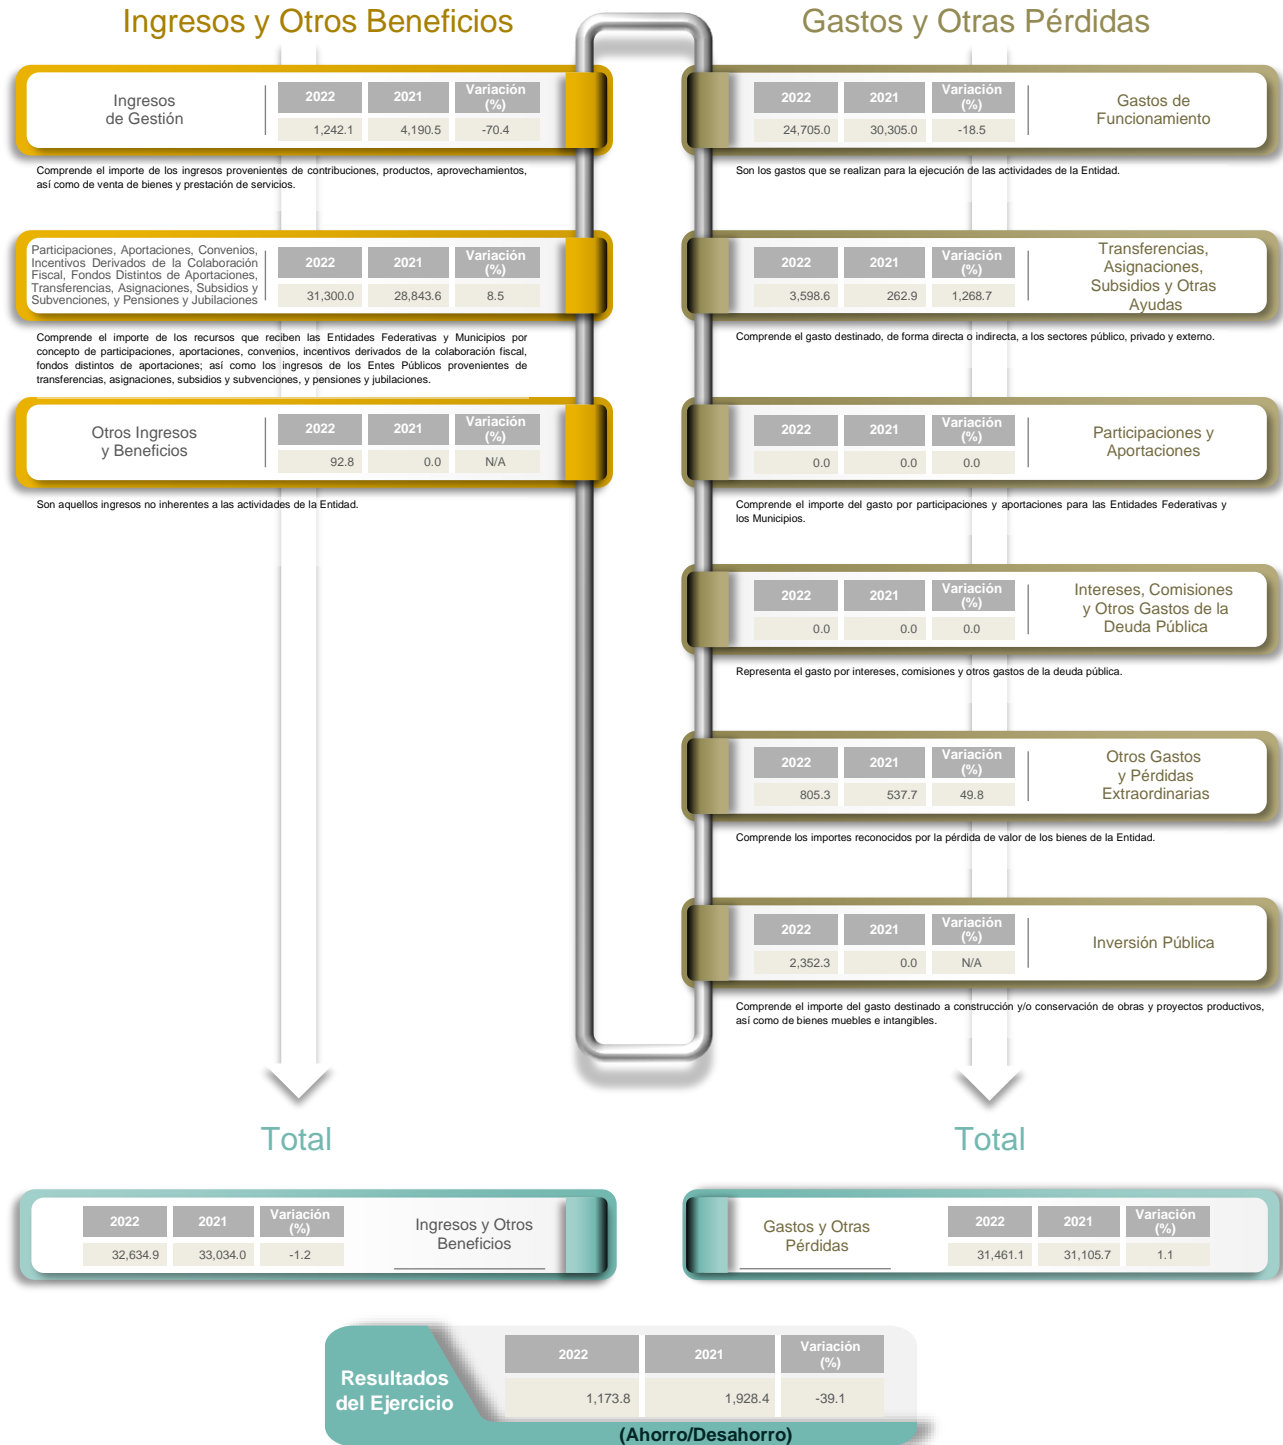 Ingresos y Otros Beneficios
Ingresos
de Gestión
2022 2021 Variación (%)
1,242.1 4,190.5 -70.4
Comprende el importe de los ingresos provenientes de contribuciones, productos, aprovechamientos,
así como de venta de bienes y prestación de servicios.
Participaciones, Aportaciones, Convenios,
Incentivos Derivados de la Colaboración
Fiscal, Fondos Distintos de Aportaciones,
Transferencias, Asignaciones, Subsidios y
Subvenciones, y Pensiones y Jubilaciones
2022 2021 Variación (%)
31,300.0 28,843.6 8.5
Comprende el importe de los recursos que reciben las Entidades Federativas y Municipios por
concepto de participaciones, aportaciones, convenios, incentivos derivados de la colaboración fiscal,
fondos distintos de aportaciones; así como los ingresos de los Entes Públicos provenientes de
transferencias, asignaciones, subsidios y subvenciones, y pensiones y jubilaciones.
Otros Ingresos
y Beneficios
2022 2021 Variación (%)
92.8 0.0 N/A
Son aquellos ingresos no inherentes a las actividades de la Entidad.
Gastos y Otras Pérdidas
2022 2021 Variación (%)
24,705.0 30,305.0 -18.5
Gastos de
Funcionamiento
Son los gastos que se realizan para la ejecución de las actividades de la Entidad.
2022 2021 Variación (%)
3,598.6 262.9 1,268.7
Transferencias,
Asignaciones,
Subsidios y Otras
Ayudas
Comprende el gasto destinado, de forma directa o indirecta, a los sectores público, privado y externo.
2022 2021 Variación (%)
0.0 0.0 0.0
Participaciones y
Aportaciones
Comprende el importe del gasto por participaciones y aportaciones para las Entidades Federativas y
los Municipios.
2022 2021 Variación (%)
0.0 0.0 0.0
Intereses, Comisiones
y Otros Gastos de la
Deuda Pública
Representa el gasto por intereses, comisiones y otros gastos de la deuda pública.
2022 2021 Variación (%)
805.3 537.7 49.8
Otros Gastos
y Pérdidas
Extraordinarias
Comprende los importes reconocidos por la pérdida de valor de los bienes de la Entidad.
2022 2021 Variación (%)
2,352.3 0.0 N/A
Inversión Pública
Comprende el importe del gasto destinado a construcción y/o conservación de obras y proyectos productivos,
así como de bienes muebles e intangibles.
Total
2022 2021 Variación (%)
32,634.9 33,034.0 -1.2
Ingresos y Otros
Beneficios
Total
Gastos y Otras
Pérdidas
2022 2021 Variación (%)
31,461.1 31,105.7 1.1
Resultados
del Ejercicio
2022 2021 Variación (%)
1,173.8 1,928.4 -39.1
(Ahorro/Desahorro)